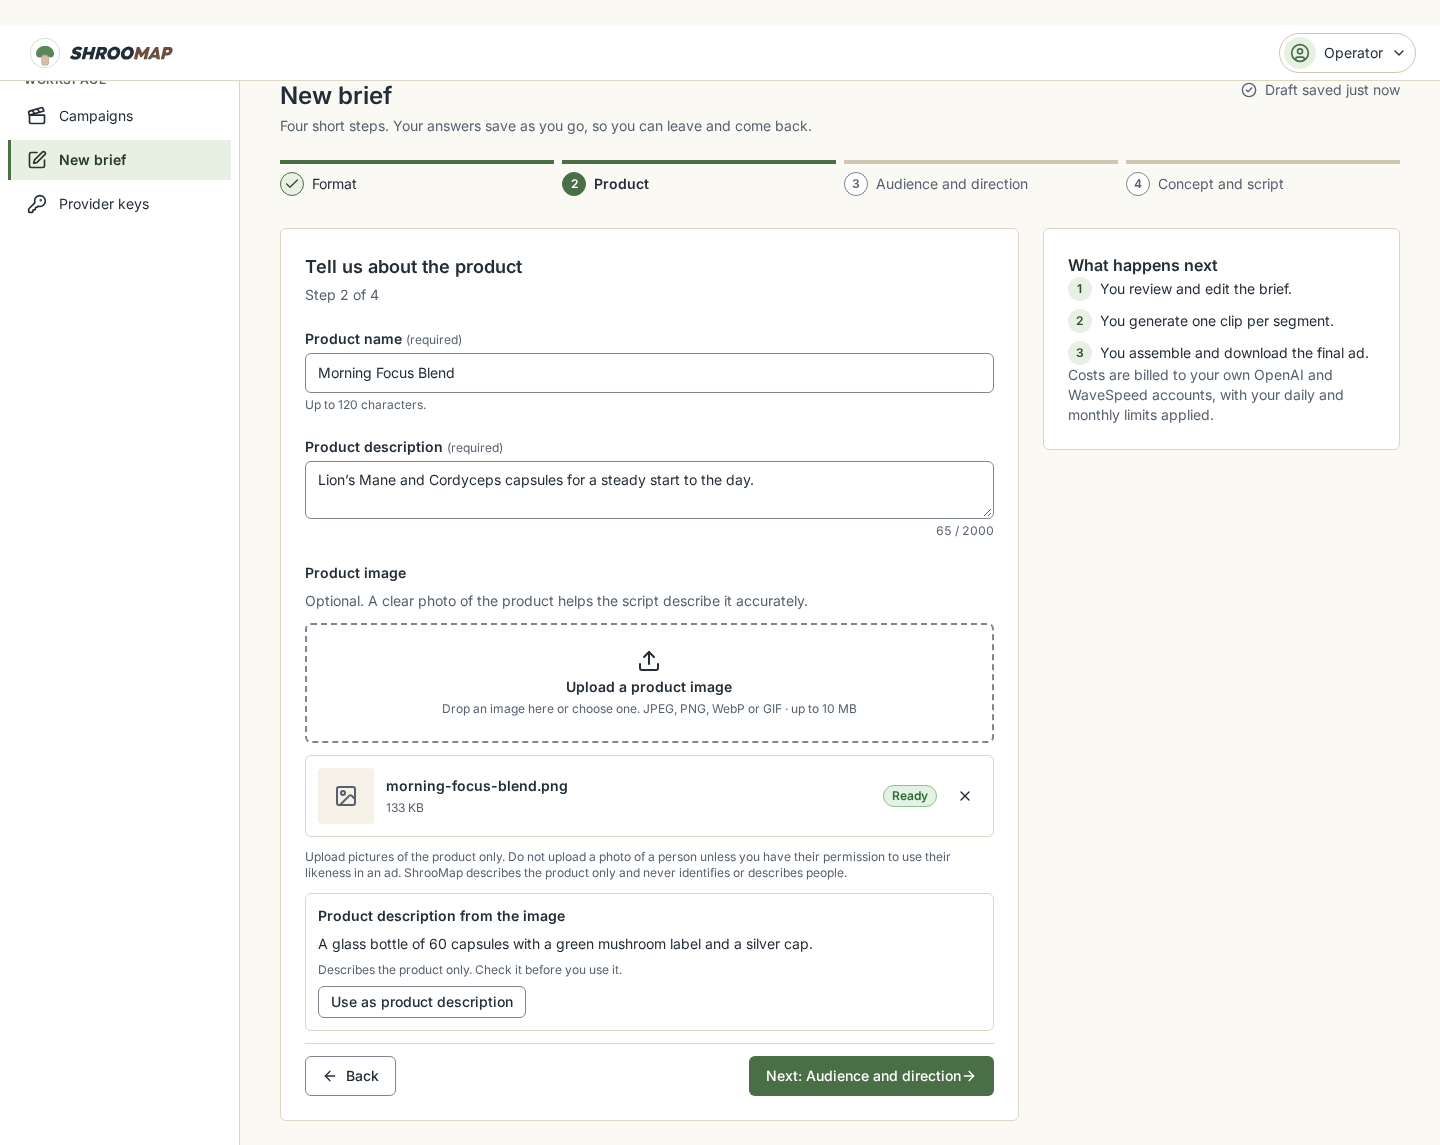 SHROOMAP
Operator
WORKSPACE
Campaigns
New brief
Provider keys
New brief
Draft saved just now
Four short steps. Your answers save as you go, so you can leave and come back.
Format
2 Product
3 Audience and direction
4 Concept and script
Tell us about the product
Step 2 of 4
Product name (required)
Morning Focus Blend
Up to 120 characters.
Product description (required)
Lion’s Mane and Cordyceps capsules for a steady start to the day.
65 / 2000
Product image
Optional. A clear photo of the product helps the script describe it accurately.
Upload a product image
Drop an image here or choose one. JPEG, PNG, WebP or GIF · up to 10 MB
morning-focus-blend.png
133 KB
Ready
Upload pictures of the product only. Do not upload a photo of a person unless you have their permission to use their
likeness in an ad. ShrooMap describes the product only and never identifies or describes people.
Product description from the image
A glass bottle of 60 capsules with a green mushroom label and a silver cap.
Describes the product only. Check it before you use it.
Use as product description
Back
Next: Audience and direction
What happens next
1 You review and edit the brief.
2 You generate one clip per segment.
3 You assemble and download the final ad.
Costs are billed to your own OpenAI and
WaveSpeed accounts, with your daily and
monthly limits applied.